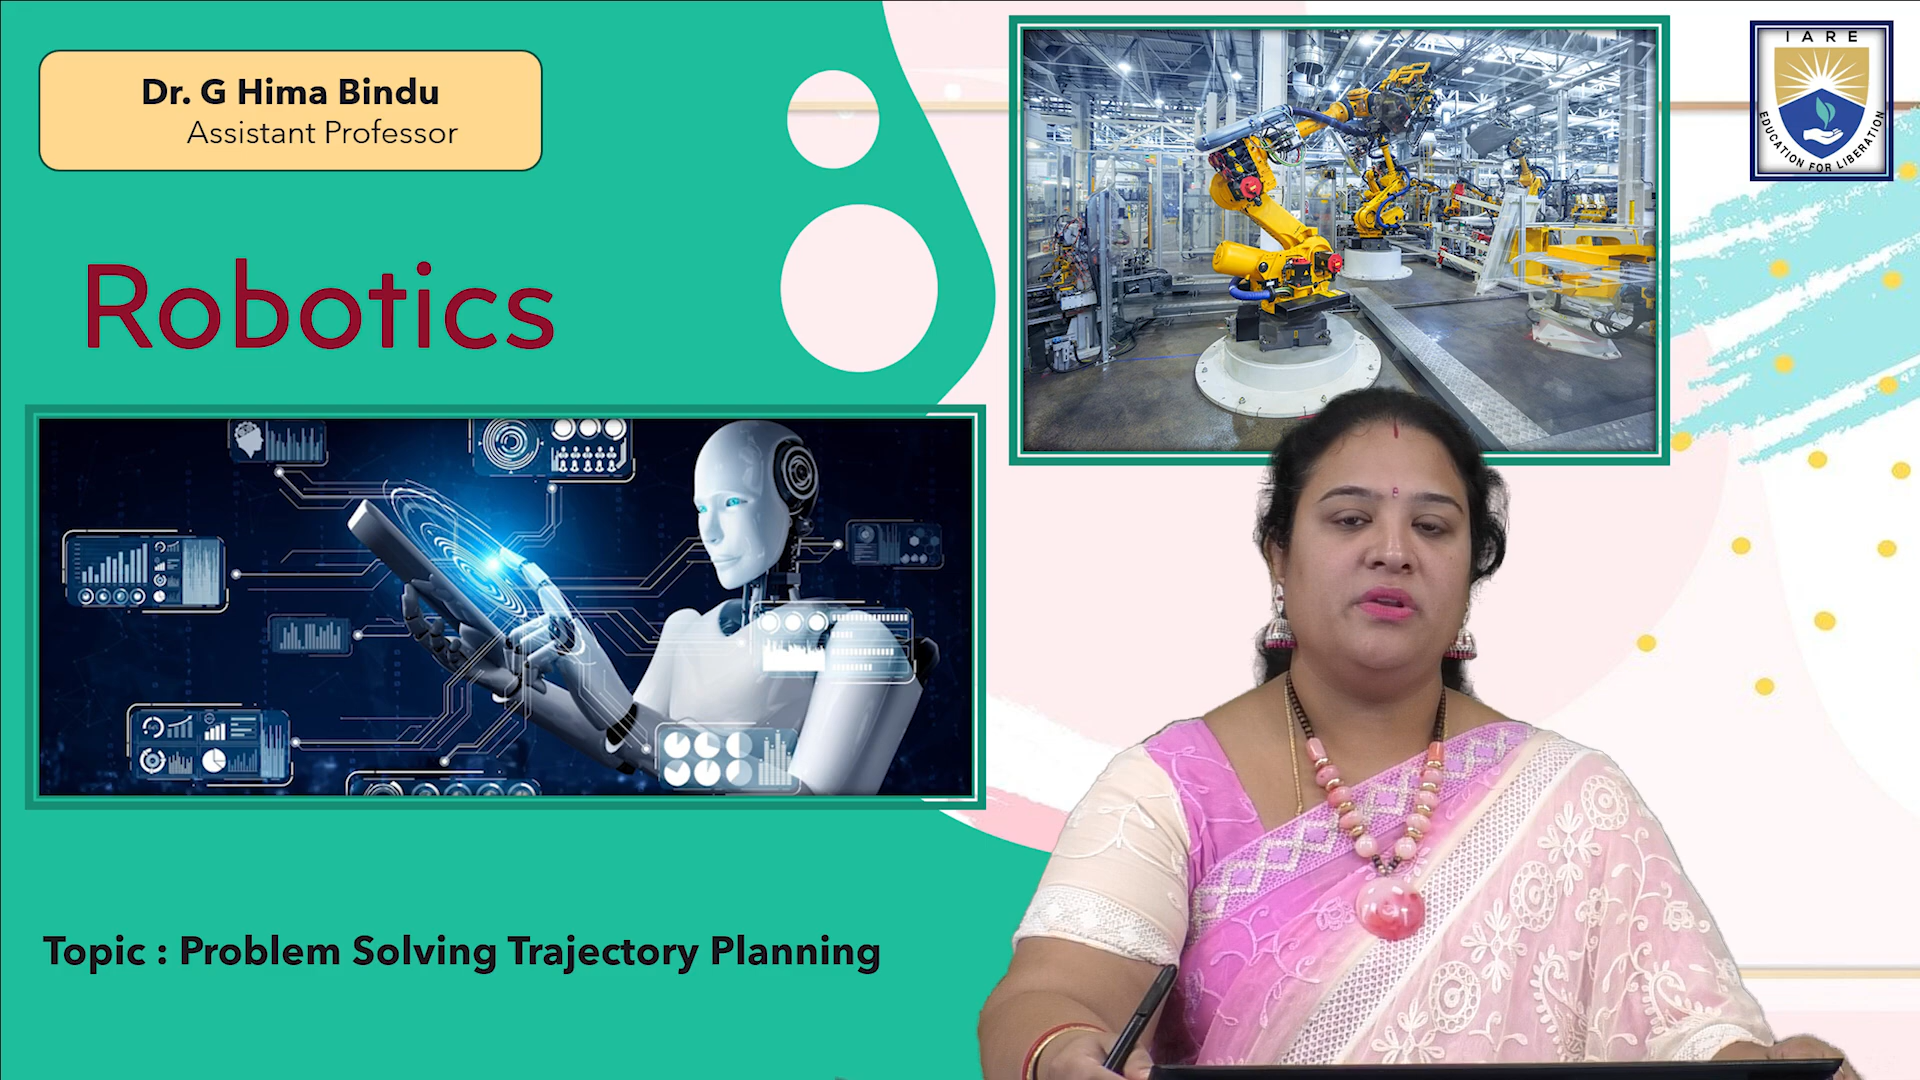 Dr. G Hima Bindu
Assistant Professor
Robotics
Topic : Problem Solving Trajectory Planning
IARE
EDUCATION FOR LIBERATION